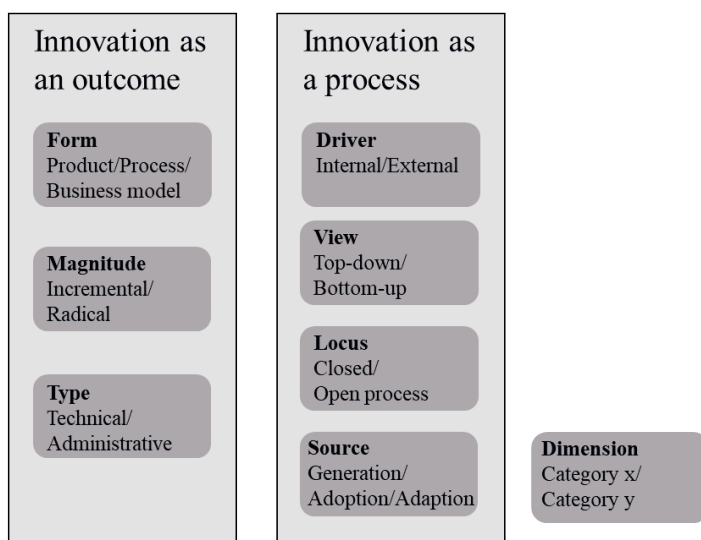 Innovation as
an outcome
Form
Product/Process/
Business model
Magnitude
Incremental/
Radical
Type
Technical/
Administrative
Innovation as
a process
Driver
Internal/External
View
Top-down/
Bottom-up
Locus
Closed/
Open process
Source
Generation/
Adoption/Adaption
Dimension
Category x/
Category y